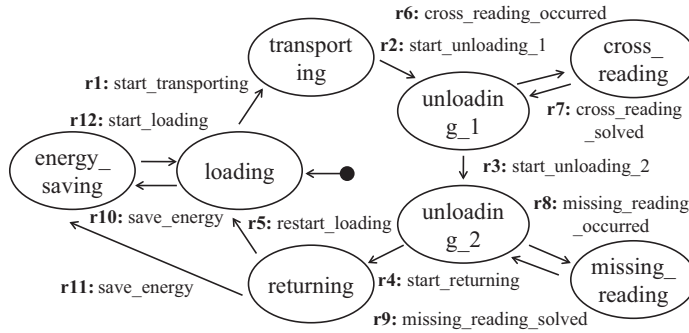 r6: cross_reading_occurred
transport
ing
r2: start_unloading_1
cross_
reading
r1: start_transporting
unloadin
g_1
r7: cross_reading
_solved
r12: start_loading
energy_
saving
loading
r3: start_unloading_2
r10: save_energy
r5: restart_loading
unloadin
g_2
r8: missing_reading
_occurred
r11: save_energy
returning
r4: start_returning
missing_
reading
r9: missing_reading_solved